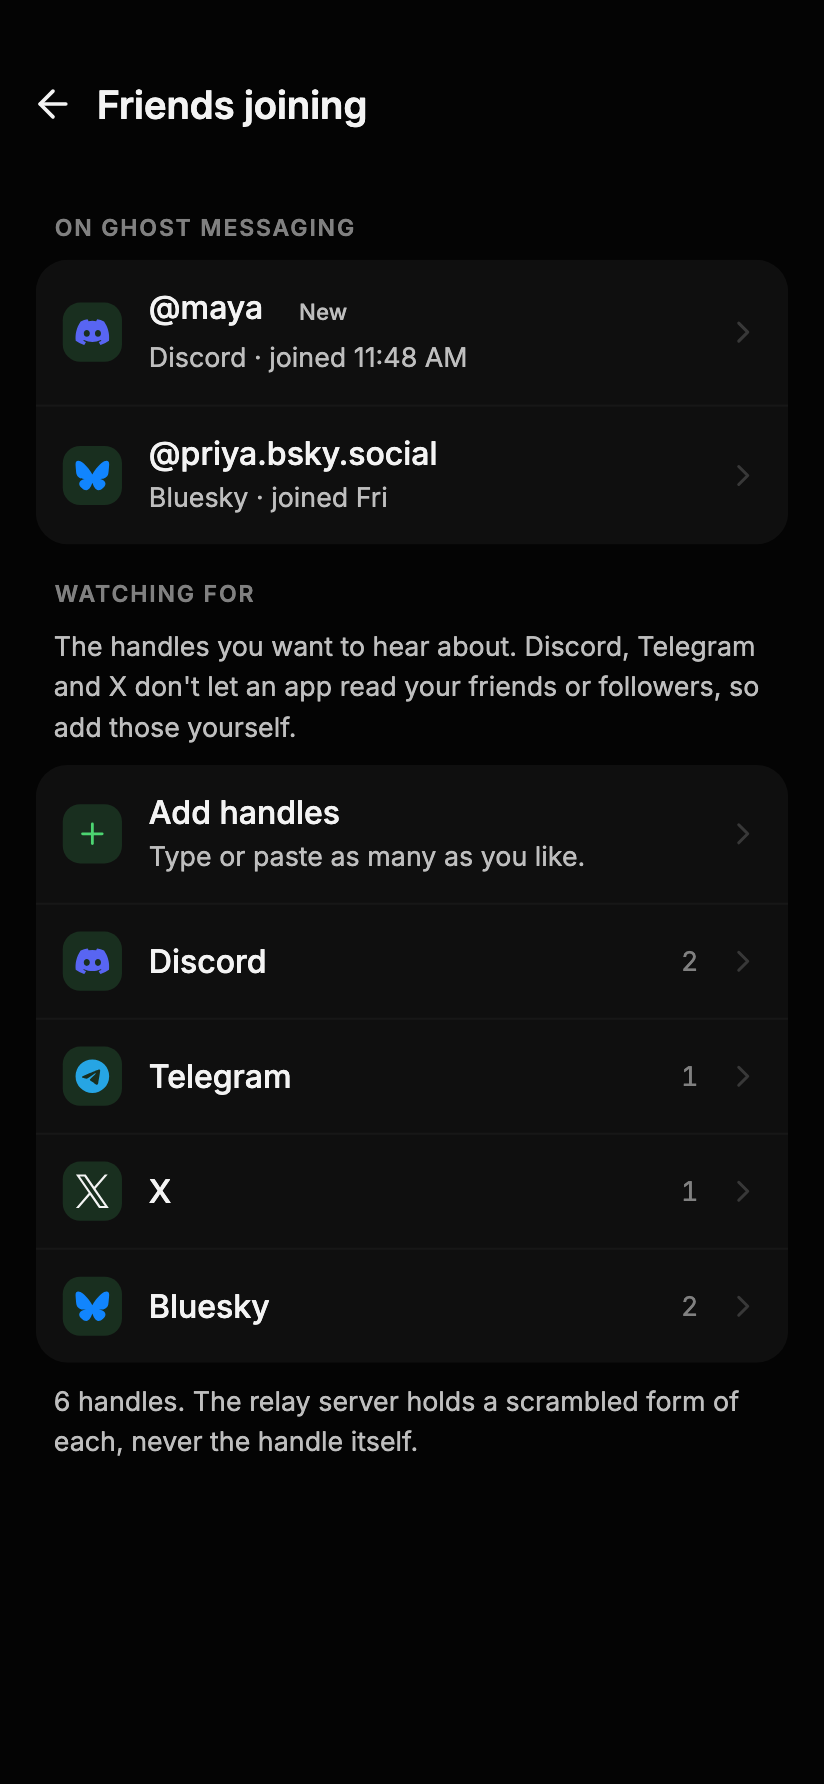 Friends joining
ON GHOST MESSAGING
@maya New
Discord · joined 11:48 AM
@priya.bsky.social
Bluesky · joined Fri
WATCHING FOR
The handles you want to hear about. Discord, Telegram
and X don't let an app read your friends or followers, so
add those yourself.
Add handles
Type or paste as many as you like.
Discord 2
Telegram 1
X 1
Bluesky 2
6 handles. The relay server holds a scrambled form of
each, never the handle itself.